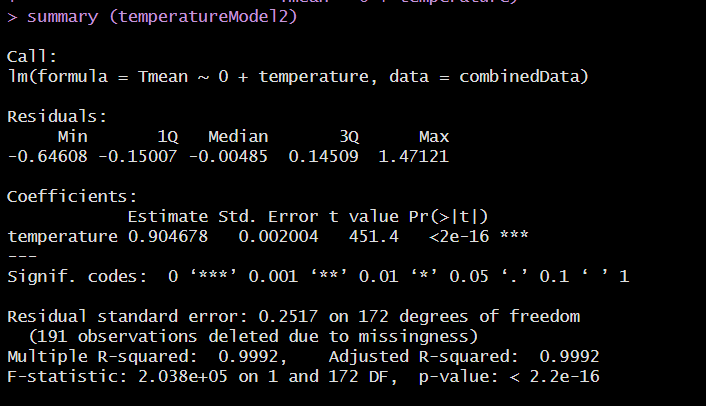 > summary (temperatureModel2)
Call:
lm(formula = Tmean ~ 0 + temperature, data = combinedData)
Residuals:
     Min       1Q   Median       3Q      Max
-0.64608 -0.15007 -0.00485  0.14509  1.47121
Coefficients:
            Estimate Std. Error t value Pr(>|t|)
temperature 0.904678   0.002004   451.4   <2e-16 ***
---
Signif. codes:  0 ‘***’ 0.001 ‘**’ 0.01 ‘*’ 0.05 ‘.’ 0.1 ‘ ’ 1
Residual standard error: 0.2517 on 172 degrees of freedom
  (191 observations deleted due to missingness)
Multiple R-squared:  0.9992,    Adjusted R-squared:  0.9992
F-statistic: 2.038e+05 on 1 and 172 DF,  p-value: < 2.2e-16